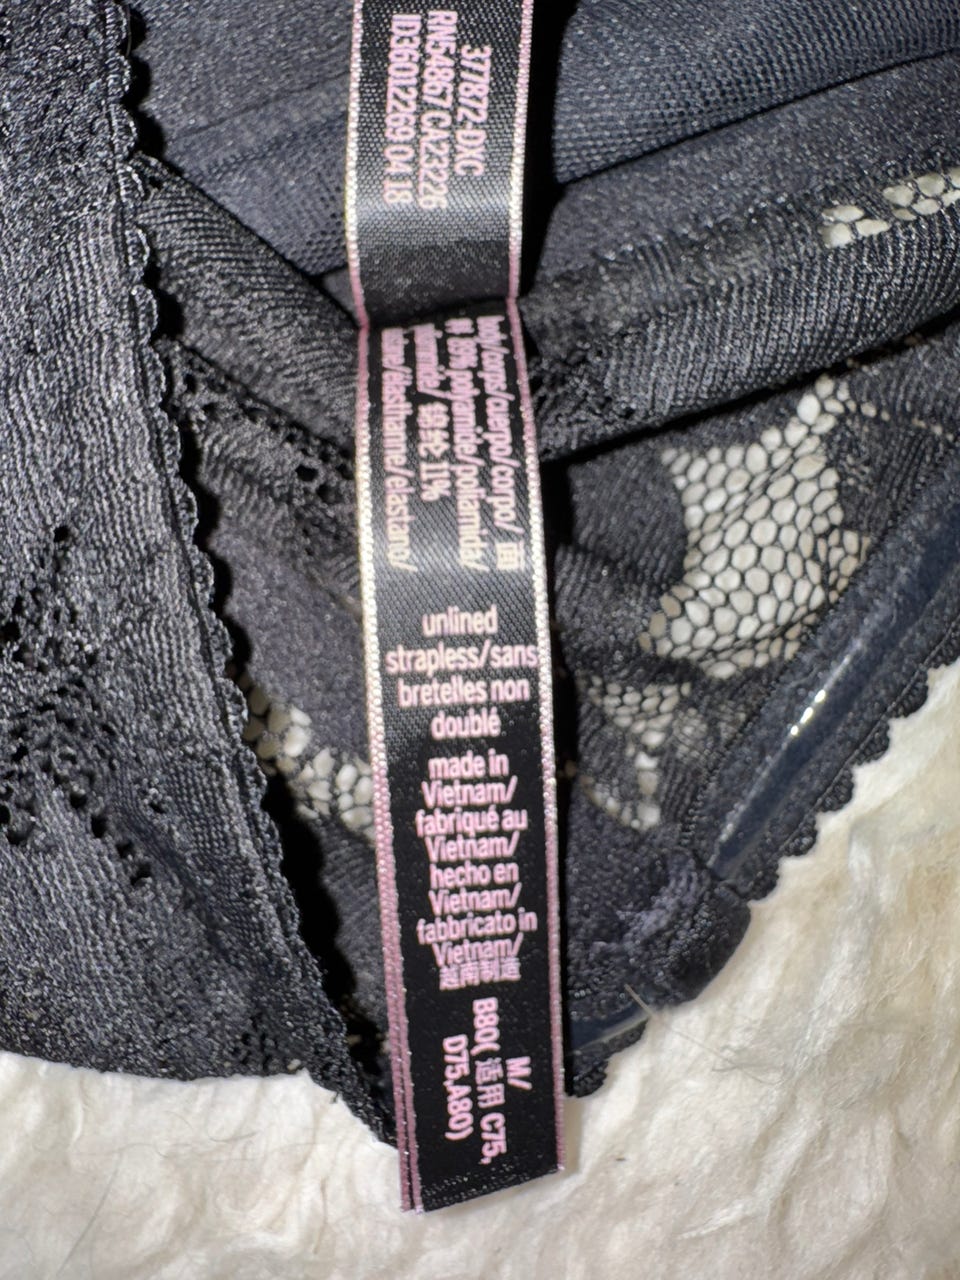 377872-DXC
RN54867 CA23226
ID36012269 04 18
body/corps/cuerpo/corpo/ 面
polyamide/poliamida/
11%
elasthanne/elastano/
unlined
strapless/sans
bretelles non
doublé
made in
Vietnam/
fabriqué au
Vietnam/
hecho en
Vietnam/
fabbricato in
Vietnam/
越南制造
M/
B80( 适用 C75,
D75,A80)